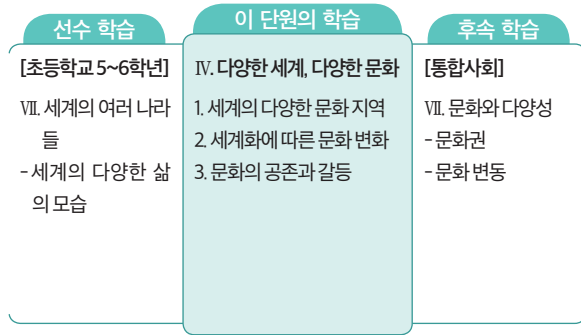 선수 학습
[초등학교 5~6학년]
Ⅶ. 세계의 여러 나라
들
- 세계의 다양한 삶
의 모습
이 단원의 학습
Ⅳ. 다양한 세계, 다양한 문화
1. 세계의 다양한 문화 지역
2. 세계화에 따른 문화 변화
3. 문화의 공존과 갈등
후속 학습
[통합사회]
Ⅶ. 문화와 다양성
- 문화권
- 문화 변동